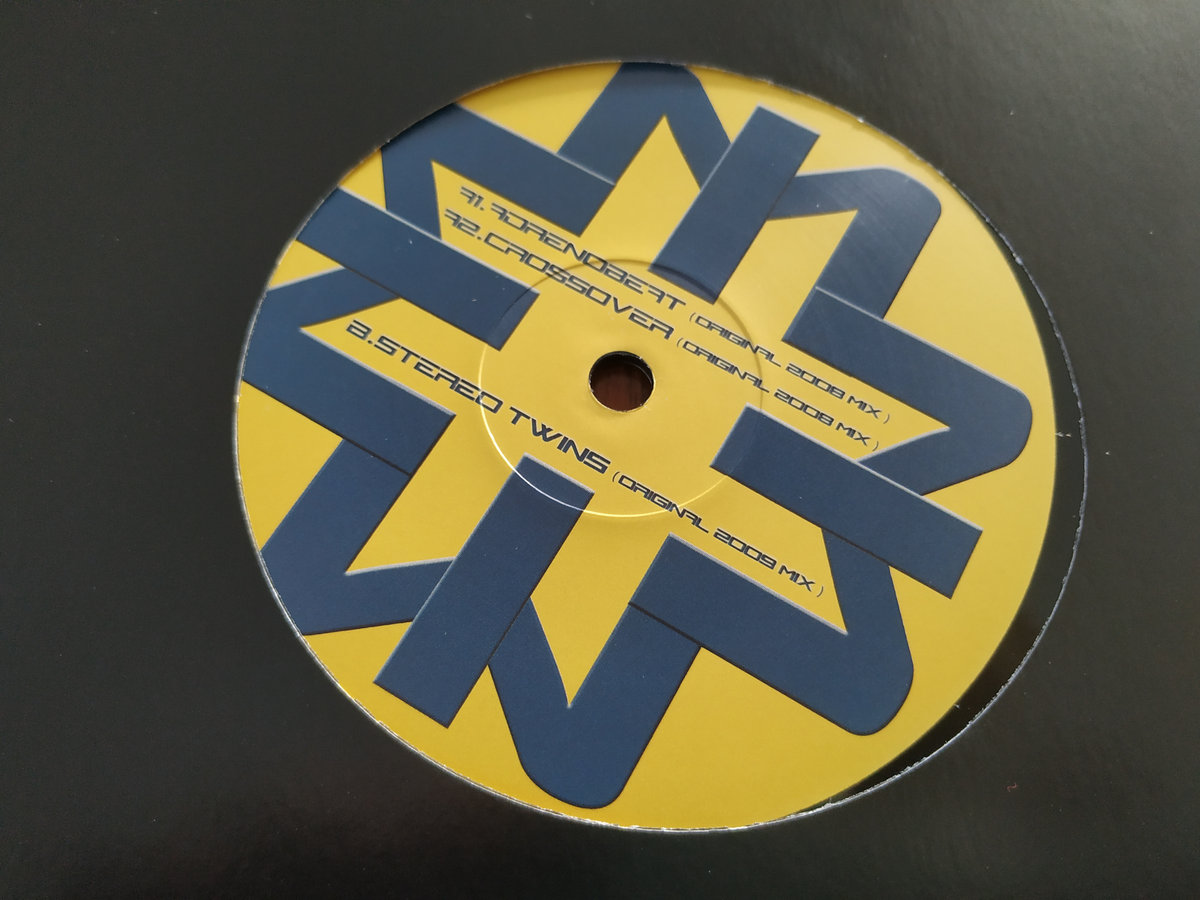 A1.ADRENOBEAT (ORIGINAL 2008 MIX)
A2.CROSSOVER (ORIGINAL 2008 MIX)
B.STEREO TWINS (ORIGINAL 2009 MIX)